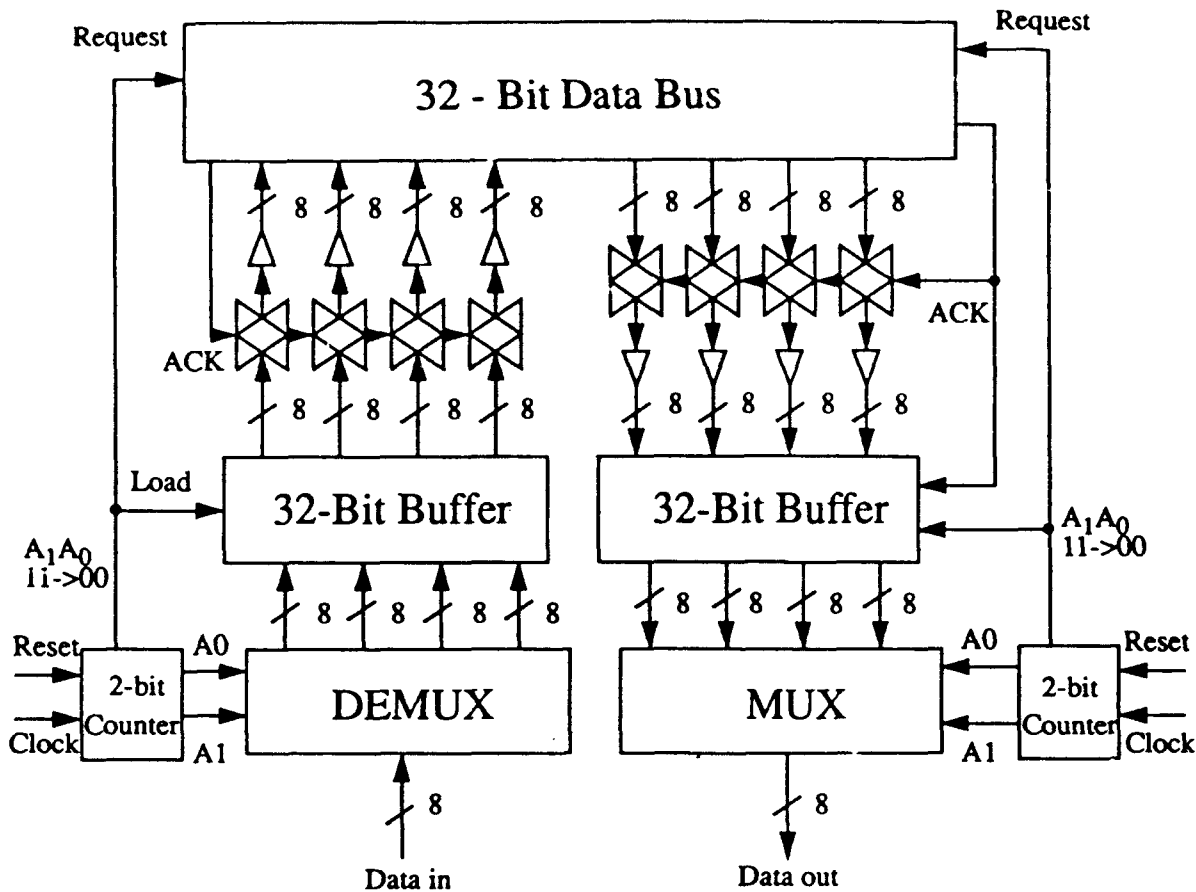 Request
Request
32 - Bit Data Bus
8 8 8 8
8 8 8 8
ACK
ACK
8 8 8 8
8 8 8 8
Load
32-Bit Buffer
32-Bit Buffer
A1A0
11->00
A1A0
11->00
8 8 8 8
8 8 8 8
Reset
A0
A0
Reset
2-bit
Counter
DEMUX
MUX
2-bit
Counter
Clock
A1
A1
Clock
8
8
Data in
Data out